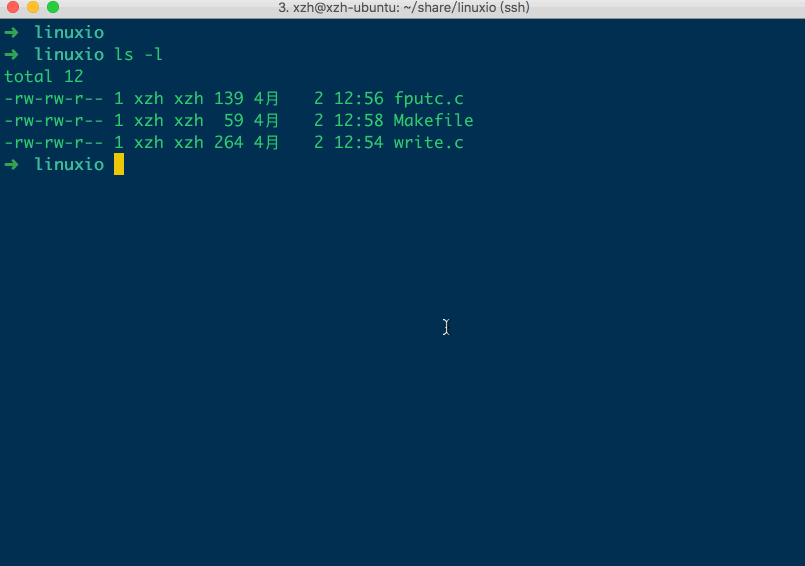 3. xzh@xzh-ubuntu: ~/share/linuxio (ssh)
➜ linuxio
➜ linuxio ls -l
total 12
-rw-rw-r-- 1 xzh xzh 139 4月 2 12:56 fputc.c
-rw-rw-r-- 1 xzh xzh 59 4月 2 12:58 Makefile
-rw-rw-r-- 1 xzh xzh 264 4月 2 12:54 write.c
➜ linuxio